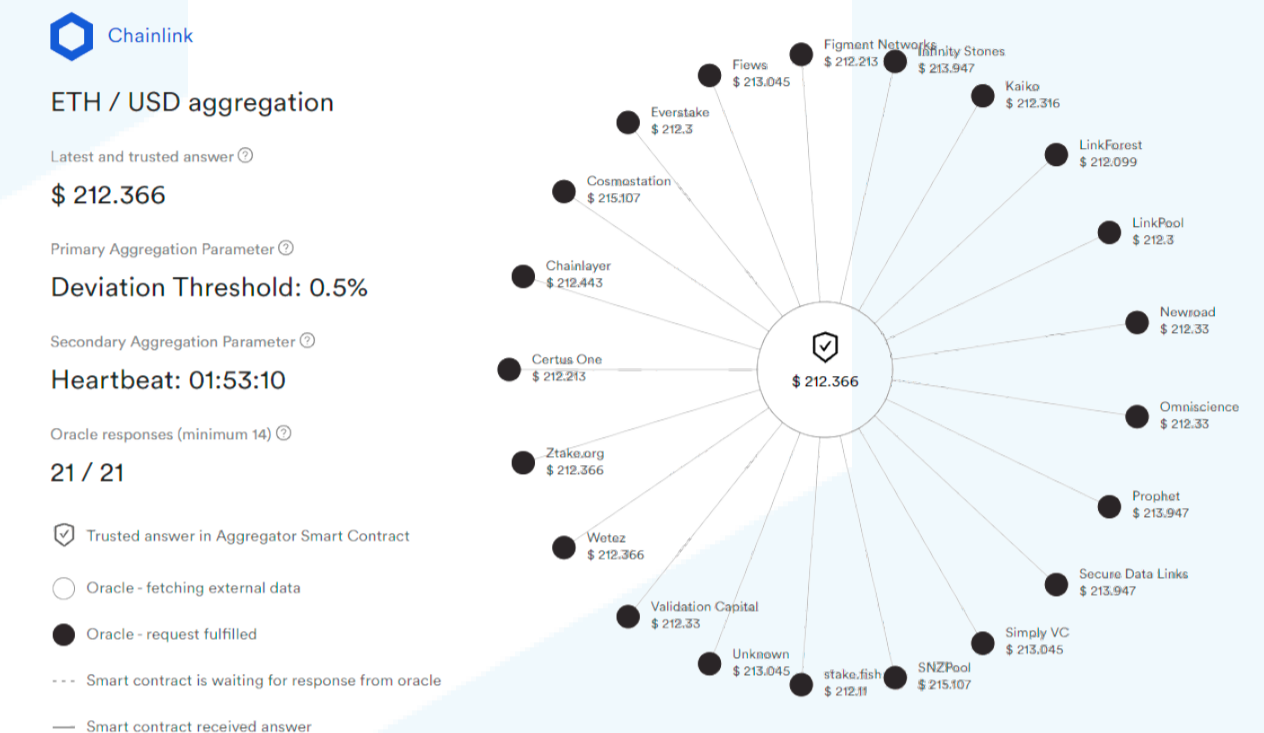 Chainlink
ETH / USD aggregation
Latest and trusted answer ?
$ 212.366
Primary Aggregation Parameter ?
Deviation Threshold: 0.5%
Secondary Aggregation Parameter ?
Heartbeat: 01:53:10
Oracle responses (minimum 14) ?
21 / 21
Trusted answer in Aggregator Smart Contract
Oracle - fetching external data
Oracle - request fulfilled
Smart contract is waiting for response from oracle
Smart contract received answer
Figment Networks
$ 212.213
Infinity Stones
$ 213.947
Kaiko
$ 212.316
LinkForest
$ 212.099
LinkPool
$ 212.3
Newroad
$ 212.33
Omniscience
$ 212.33
Prophet
$ 213.947
Secure Data Links
$ 213.947
Simply VC
$ 213.045
SNZPool
$ 215.107
stake.fish
$ 212.11
Unknown
$ 213.045
Validation Capital
$ 212.33
Wetez
$ 212.366
Ztake.org
$ 212.366
Certus One
$ 212.213
Chainlayer
$ 212.443
Cosmostation
$ 215.107
Everstake
$ 212.3
Fiews
$ 213.045
$ 212.366